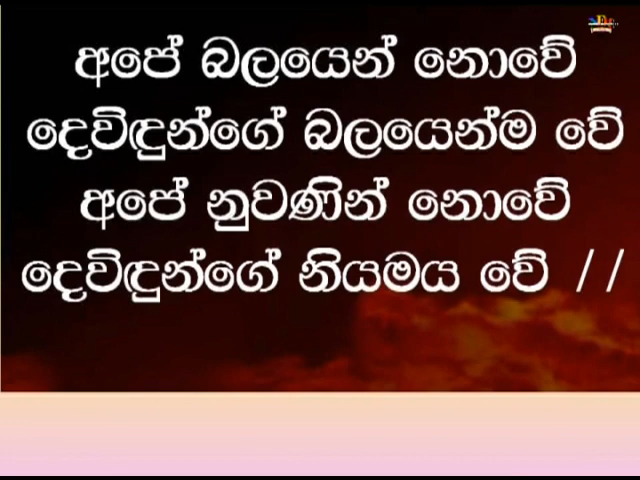 අපේ බලයෙන් නොවේ
දෙවිඳුන්ගේ බලයෙන්ම වේ
අපේ නුවණින් නොවේ
දෙවිඳුන්ගේ නියමය වේ //